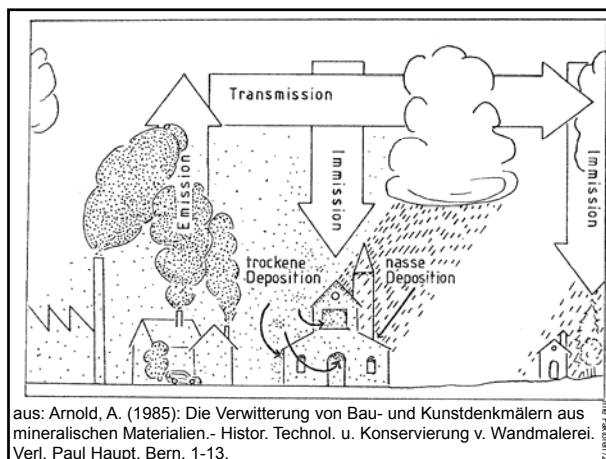 Transmission
Emission
Immission
Immission
trockene
Deposition
nasse
Deposition
aus: Arnold, A. (1985): Die Verwitterung von Bau- und Kunstdenkmälern aus
mineralischen Materialien.- Histor. Technol. u. Konservierung v. Wandmalerei.
Verl. Paul Haupt, Bern, 1-13.